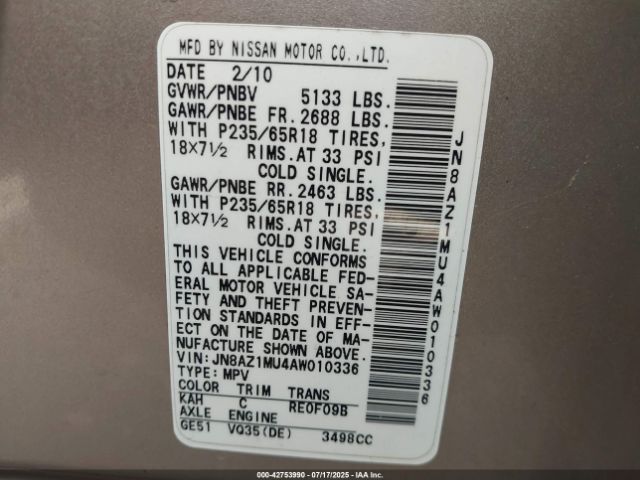 MFD BY NISSAN MOTOR CO.,LTD.
DATE 2/10
GVWR/PNBV 5133 LBS.
GAWR/PNBE FR. 2688 LBS.
WITH P235/65R18 TIRES,
18X7½ RIMS. AT 33 PSI
COLD SINGLE.
GAWR/PNBE RR. 2463 LBS.
WITH P235/65R18 TIRES,
18X7½ RIMS. AT 33 PSI
COLD SINGLE.
THIS VEHICLE CONFORMS
TO ALL APPLICABLE FED-
ERAL MOTOR VEHICLE SA-
FETY AND THEFT PREVEN-
TION STANDARDS IN EFF-
ECT ON THE DATE OF MA-
NUFACTURE SHOWN ABOVE.
VIN:JN8AZ1MU4AW010336
TYPE: MPV
COLOR TRIM TRANS
KAH C RE0F09B
AXLE ENGINE
GE51 VQ35(DE) 3498CC
JN8AZ1MU4AW010336
000-42753990 - 07/17/2025 - IAAI.COM